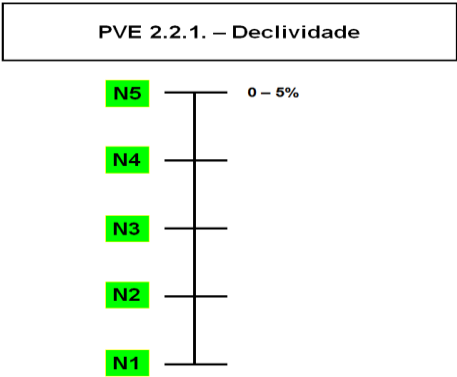 PVE 2.2.1. – Declividade
N5 0 – 5%
N4
N3
N2
N1